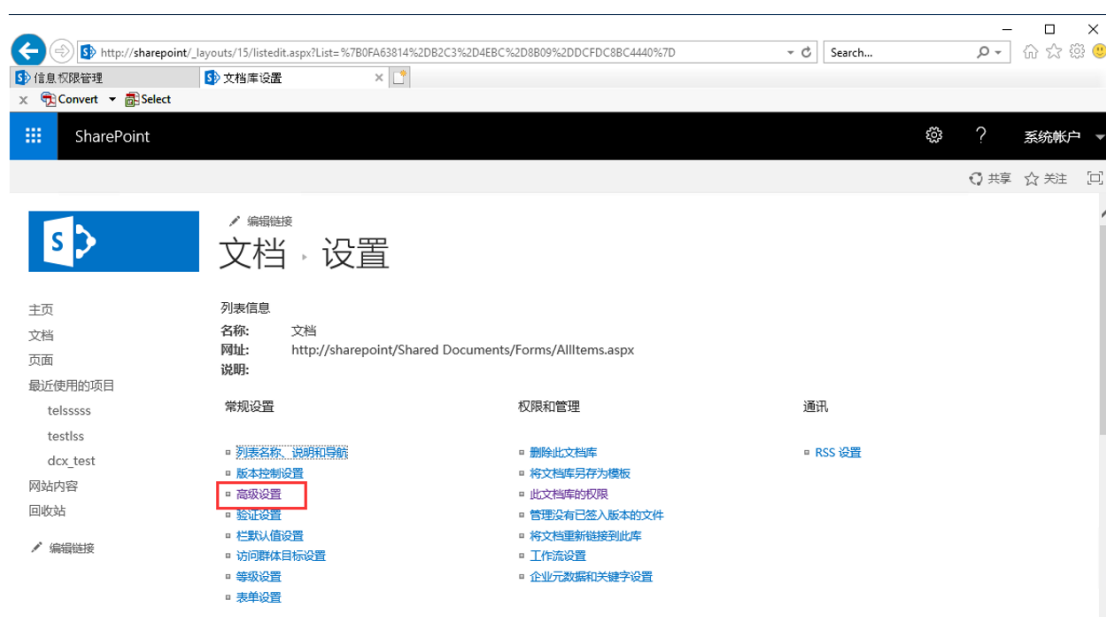 http://sharepoint/_layouts/15/listedit.aspx?List=%7B0FA63814%2DB2C3%2D4EBC%2D8B09%2DDCFDC8BC4440%7D
Search...
信息权限管理 文档库设置
x Convert Select
SharePoint ? 系统帐户
共享 关注
编辑链接
S
文档 设置
主页
文档
页面
最近使用的项目
telsssss
testlss
dcx_test
网站内容
回收站
编辑链接
列表信息
名称: 文档
网址: http://sharepoint/Shared Documents/Forms/AllItems.aspx
说明:
常规设置
列表名称、说明和导航
版本控制设置
高级设置
验证设置
栏默认值设置
访问群体目标设置
等级设置
表单设置
权限和管理
删除此文档库
将文档库另存为模板
此文档库的权限
管理没有已签入版本的文件
将文档重新链接到此库
工作流设置
企业元数据和关键字设置
通讯
RSS 设置